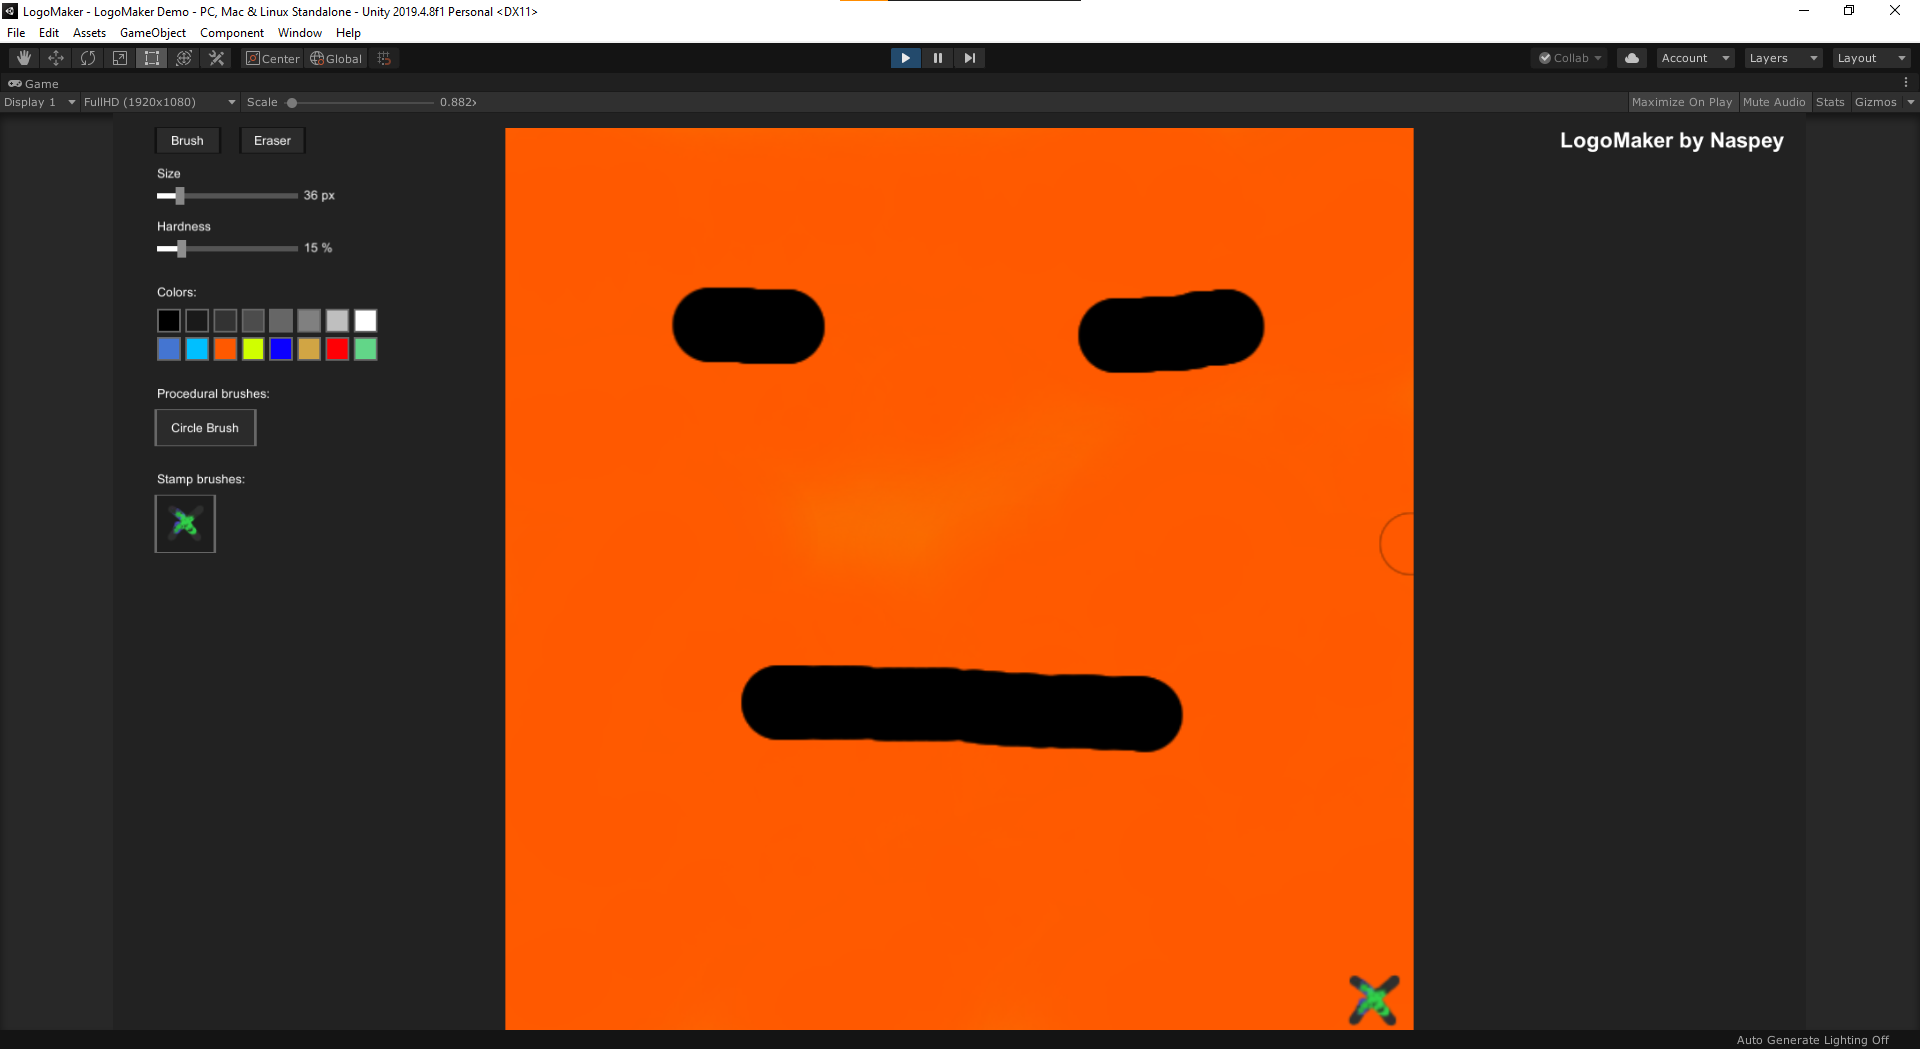 LogoMaker - LogoMaker Demo - PC, Mac & Linux Standalone - Unity 2019.4.8f1 Personal <DX11>
File Edit Assets GameObject Component Window Help
Center Global Collab Account Layers Layout
Game
Display 1 FullHD (1920x1080) Scale 0.882x Maximize On Play Mute Audio Stats Gizmos
Brush Eraser LogoMaker by Naspey
Size
36 px
Hardness
15 %
Colors:
Procedural brushes:
Circle Brush
Stamp brushes:
Auto Generate Lighting Off